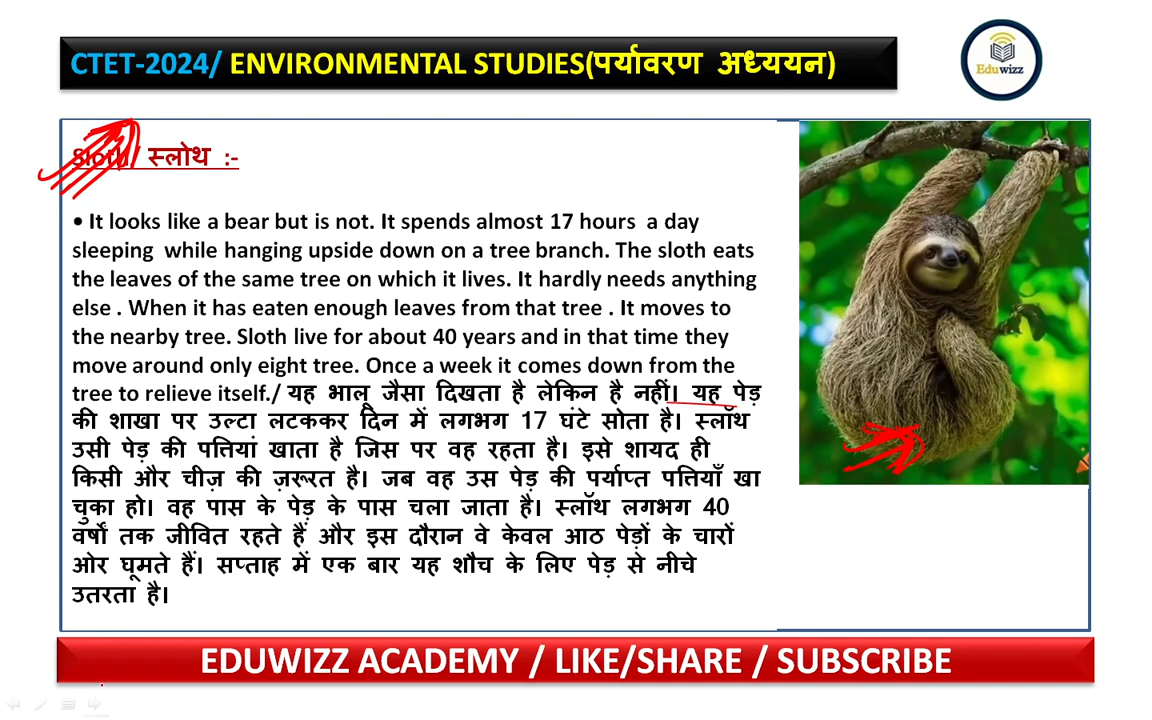 CTET-2024/ ENVIRONMENTAL STUDIES(पर्यावरण अध्ययन)
Eduwizz
Sloth/ स्लोथ :-
• It looks like a bear but is not. It spends almost 17 hours a day
sleeping while hanging upside down on a tree branch. The sloth eats
the leaves of the same tree on which it lives. It hardly needs anything
else . When it has eaten enough leaves from that tree . It moves to
the nearby tree. Sloth live for about 40 years and in that time they
move around only eight tree. Once a week it comes down from the
tree to relieve itself./ यह भालू जैसा दिखता है लेकिन है नहीं। यह पेड़
की शाखा पर उल्टा लटककर दिन में लगभग 17 घंटे सोता है। स्लॉथ
उसी पेड़ की पत्तियां खाता है जिस पर वह रहता है। इसे शायद ही
किसी और चीज़ की ज़रूरत है। जब वह उस पेड़ की पर्याप्त पत्तियाँ खा
चुका हो। वह पास के पेड़ के पास चला जाता है। स्लॉथ लगभग 40
वर्षों तक जीवित रहते हैं और इस दौरान वे केवल आठ पेड़ों के चारों
ओर घूमते हैं। सप्ताह में एक बार यह शौच के लिए पेड़ से नीचे
उतरता है।
EDUWIZZ ACADEMY / LIKE/SHARE / SUBSCRIBE